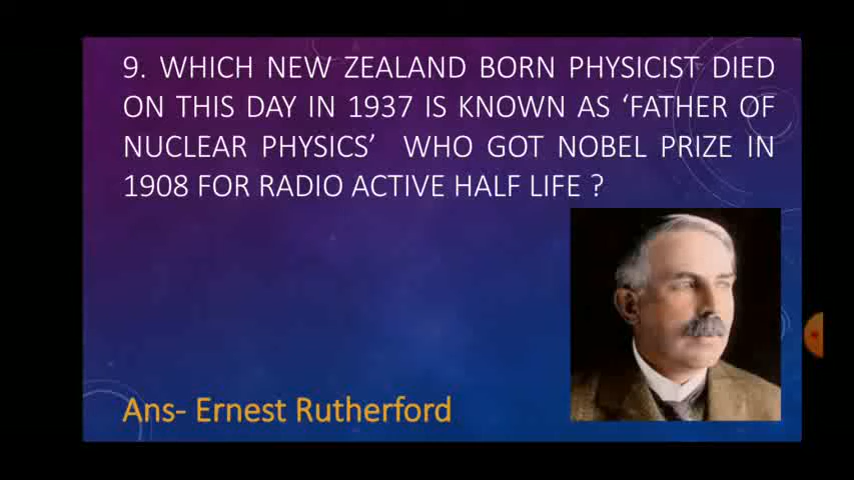 9. WHICH NEW ZEALAND BORN PHYSICIST DIED
ON THIS DAY IN 1937 IS KNOWN AS ‘FATHER OF
NUCLEAR PHYSICS’ WHO GOT NOBEL PRIZE IN
1908 FOR RADIO ACTIVE HALF LIFE ?
Ans- Ernest Rutherford